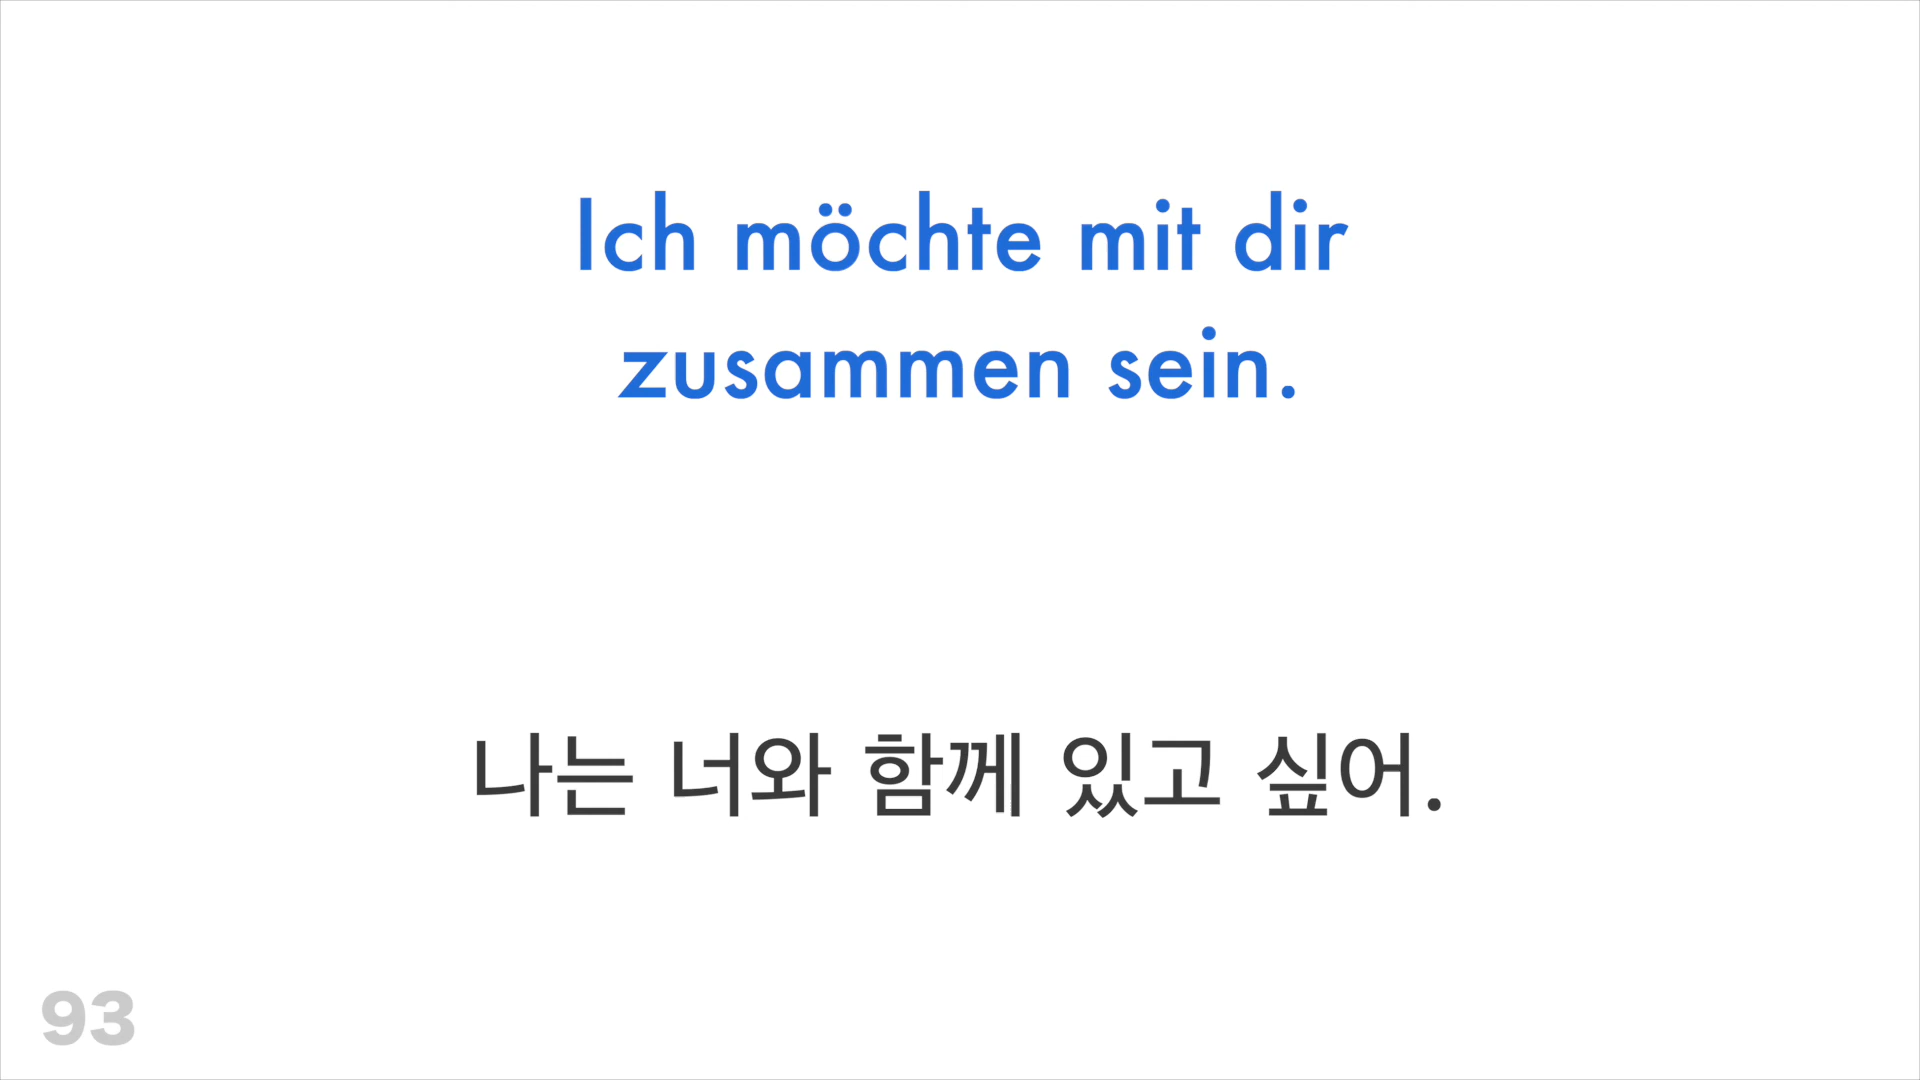 Ich möchte mit dir
zusammen sein.
나는 너와 함께 있고 싶어.
93